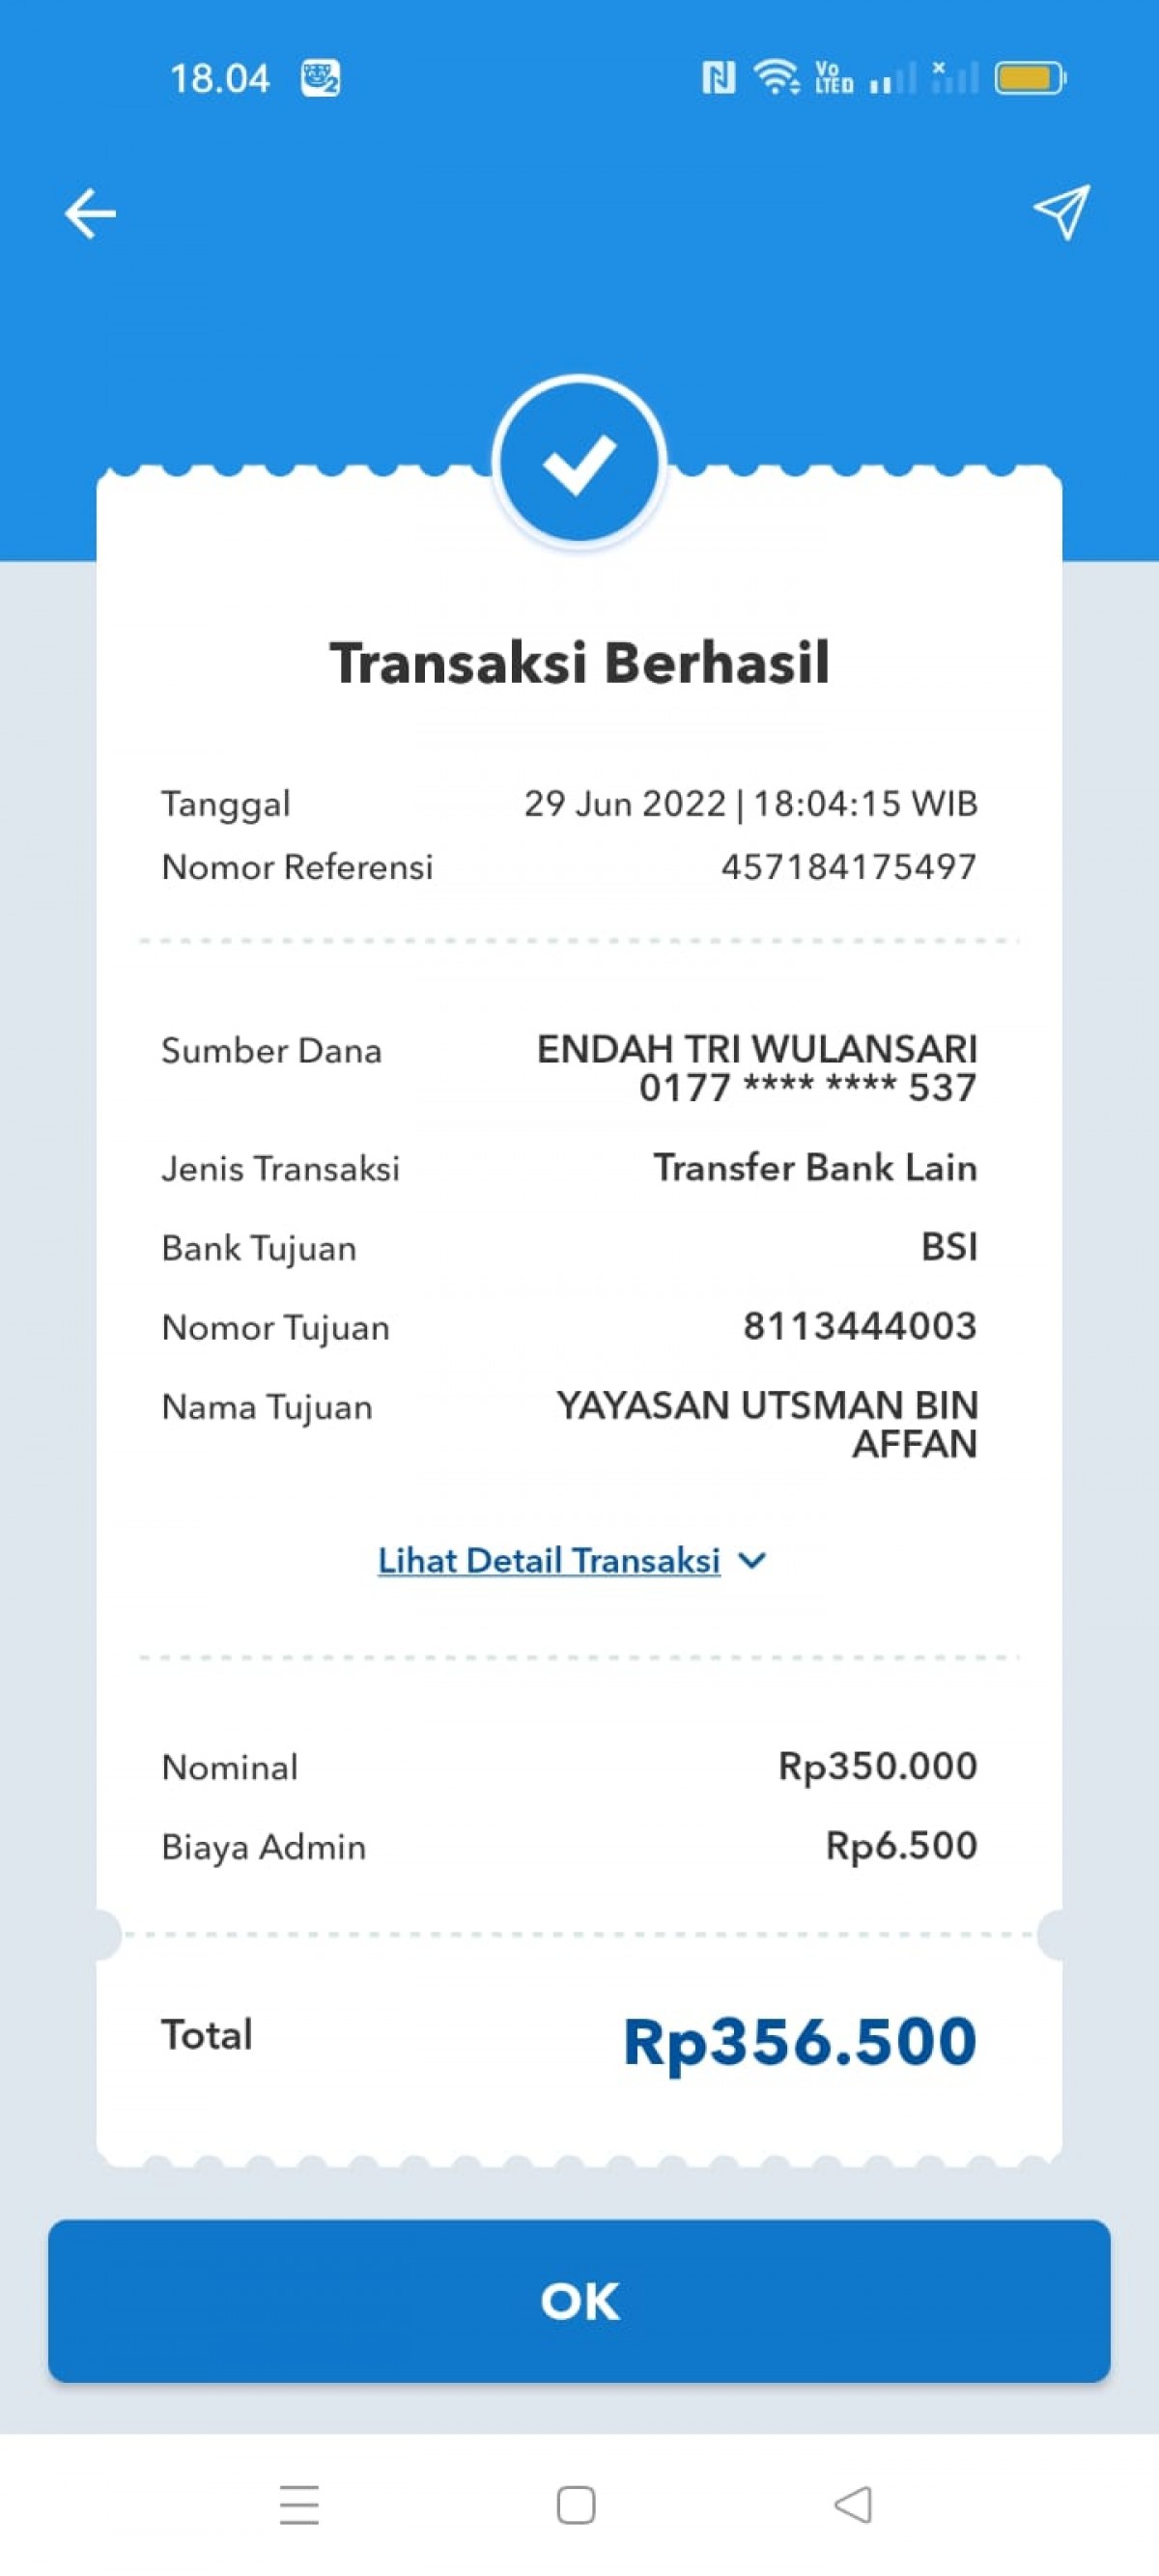 18.04
Vo
LTE
Transaksi Berhasil
Tanggal 29 Jun 2022 | 18:04:15 WIB
Nomor Referensi 457184175497
Sumber Dana ENDAH TRI WULANSARI
0177 **** **** 537
Jenis Transaksi Transfer Bank Lain
Bank Tujuan BSI
Nomor Tujuan 8113444003
Nama Tujuan YAYASAN UTSMAN BIN
AFFAN
Lihat Detail Transaksi
Nominal Rp350.000
Biaya Admin Rp6.500
Total Rp356.500
OK